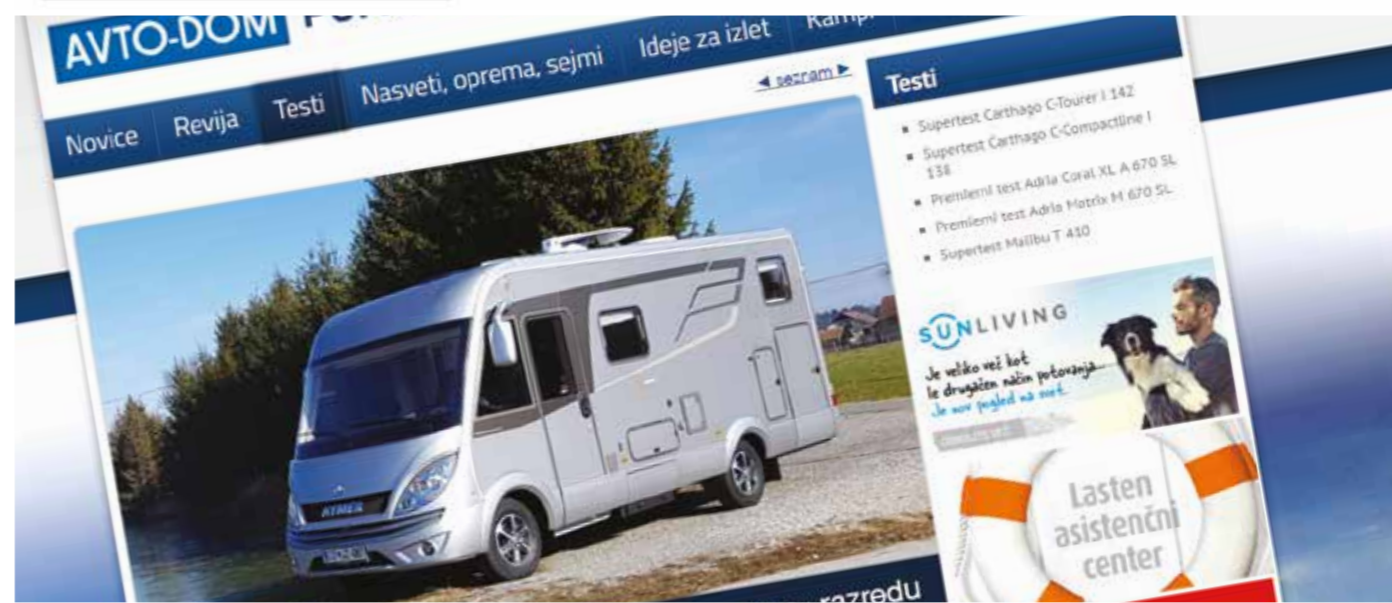 AVTO-DOM
Novice Revija Testi Nasveti, oprema, sejmi Ideje za izlet
◄ seznam ►
Testi
Supertest Carthago C-Tourer I 142
Supertest Carthago C-Compactline I
138
Premierni test Adria Coral XL A 670 SL
Premierni test Adria Matrix M 670 SL
Supertest Malibu T 410
SUNLIVING
Je veliko več kot
le drugačen način potovanja...
Je nov pogled na svet.
HYMER
Lasten
asistenčni
center
razredu